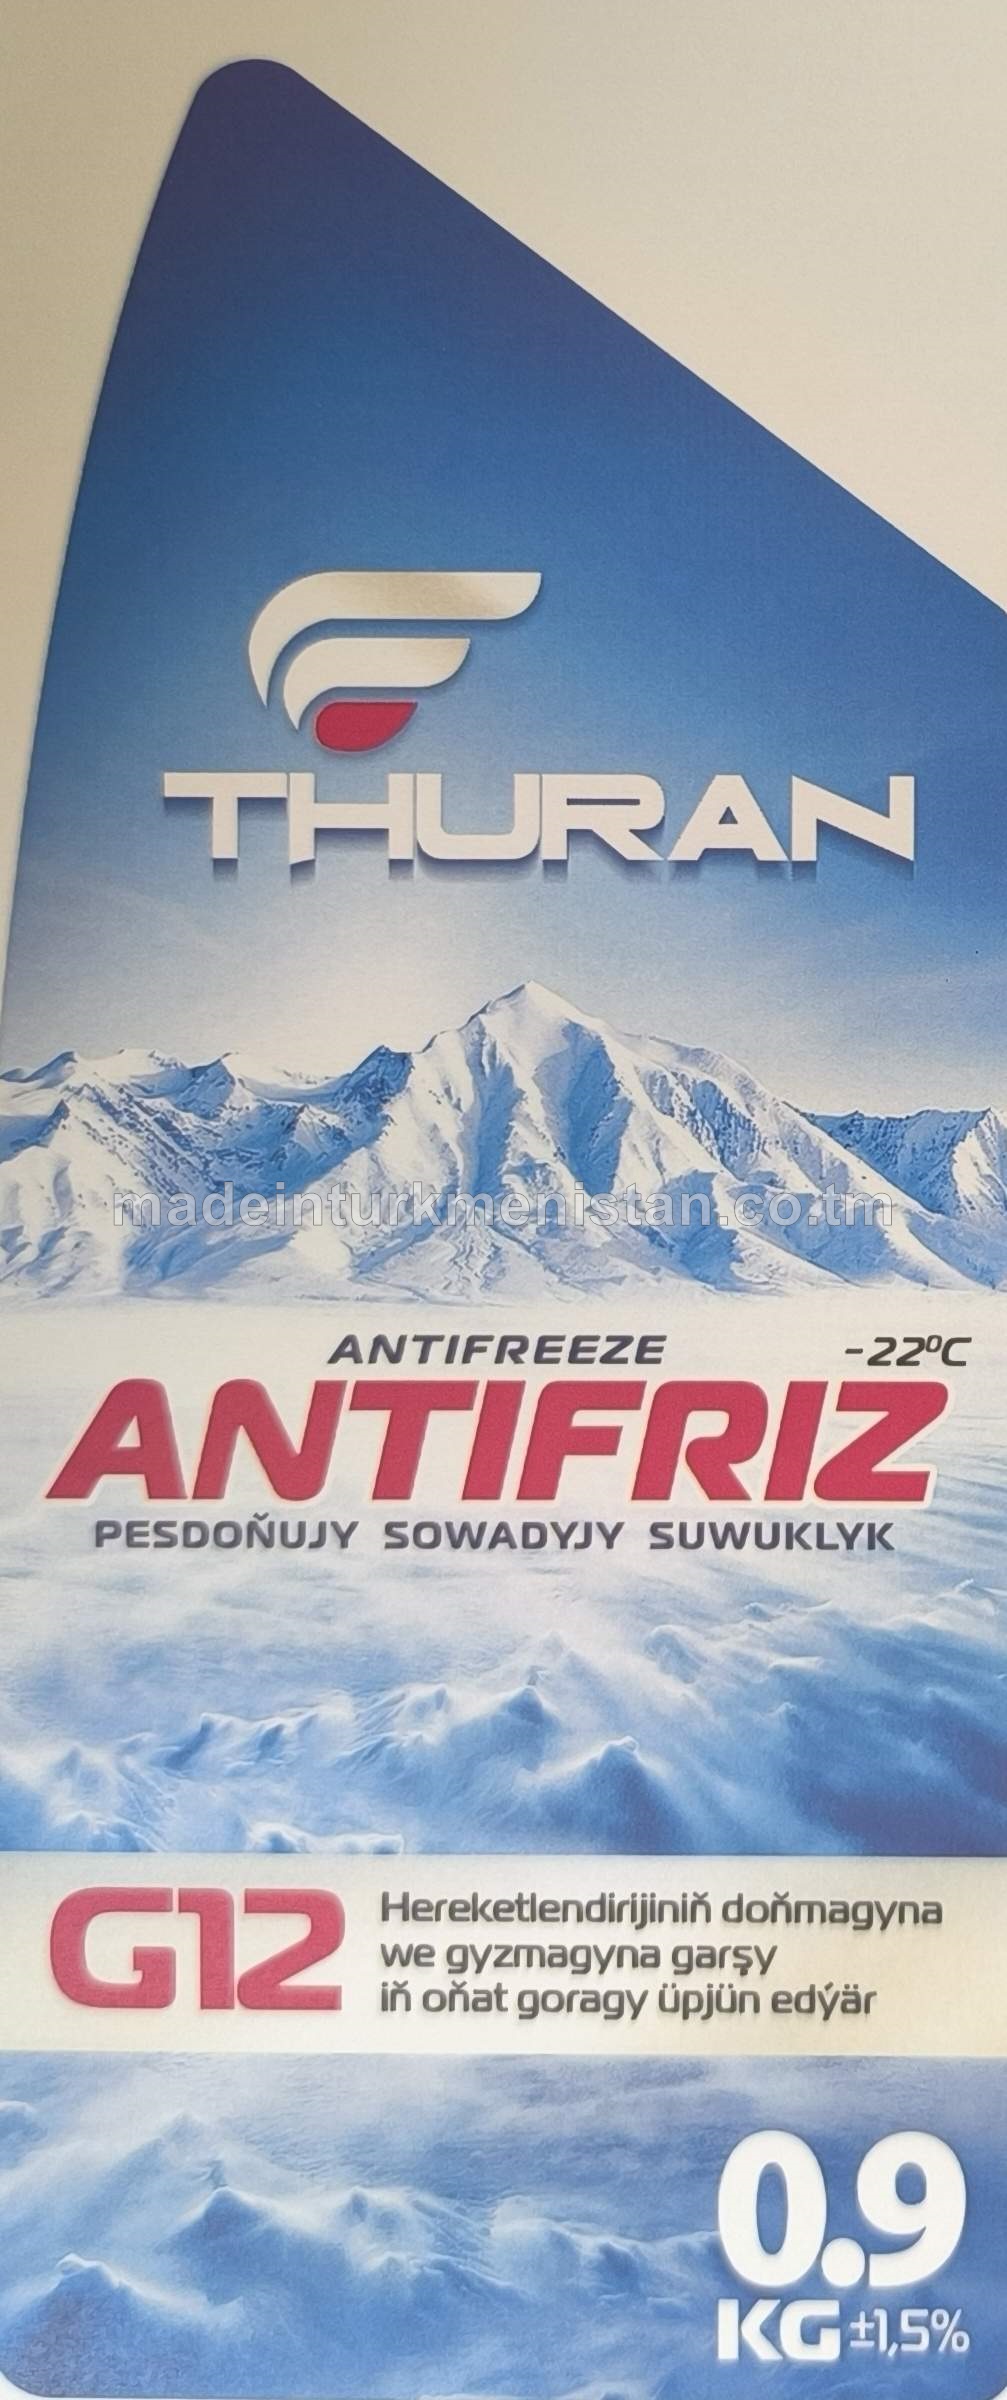 THURAN
madeinturkmenistan.co.tm
ANTIFREEZE -22ºC
ANTIFRIZ
PESDOŇUJY SOWADYJY SUWUKLYK
G12
Hereketlendirijiniň doňmagyna
we gyzmagyna garşy
iň oňat goragy üpjün edýär
0.9
KG ±1,5%